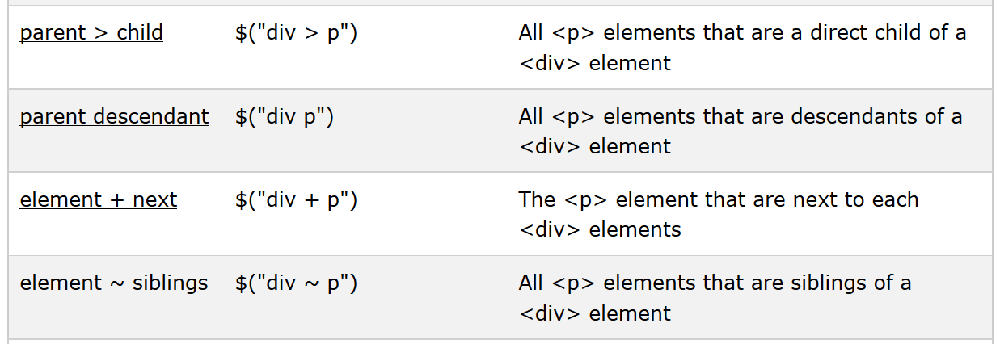 parent > child $("div > p") All <p> elements that are a direct child of a
<div> element
parent descendant $("div p") All <p> elements that are descendants of a
<div> element
element + next $("div + p") The <p> element that are next to each
<div> elements
element ~ siblings $("div ~ p") All <p> elements that are siblings of a
<div> element